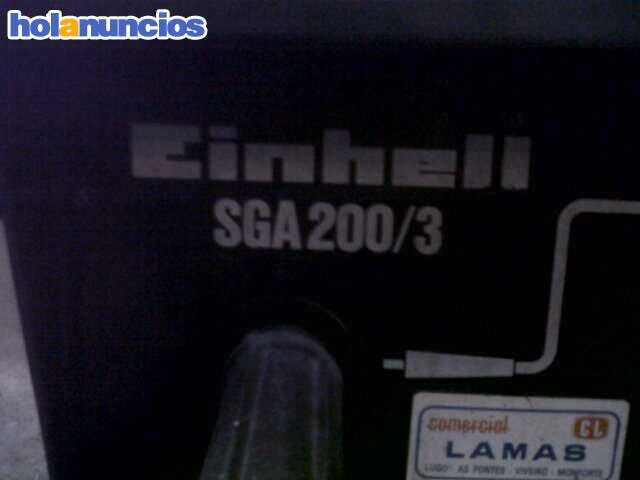 holanuncios
Einhell
SGA 200/3
comercial CL
LAMAS
LUGO · AS PONTES · VIVEIRO · MONFORTE